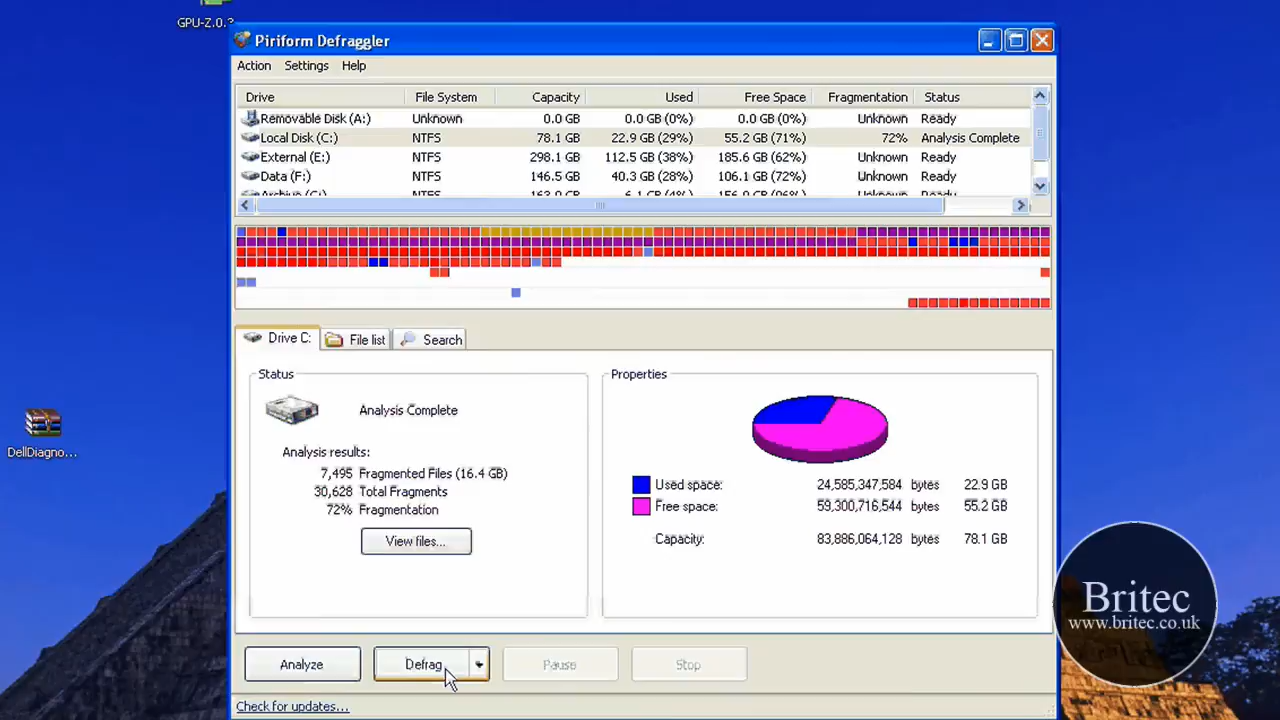 GPU-Z.0.3
Piriform Defraggler
Action Settings Help
Drive File System Capacity Used Free Space Fragmentation Status
Removable Disk (A:) Unknown 0.0 GB 0.0 GB (0%) 0.0 GB (0%) Unknown Ready
Local Disk (C:) NTFS 78.1 GB 22.9 GB (29%) 55.2 GB (71%) 72% Analysis Complete
External (E:) NTFS 298.1 GB 112.5 GB (38%) 185.6 GB (62%) Unknown Ready
Data (F:) NTFS 146.5 GB 40.3 GB (28%) 106.1 GB (72%) Unknown Ready
Drive C: File list Search
Status
Analysis Complete
Analysis results:
7,495 Fragmented Files (16.4 GB)
30,628 Total Fragments
72% Fragmentation
View files...
Properties
Used space: 24,585,347,584 bytes 22.9 GB
Free space: 59,300,716,544 bytes 55.2 GB
Capacity: 83,886,064,128 bytes 78.1 GB
DellDiagno...
Britec
www.britec.co.uk
Analyze Defrag Pause Stop
Check for updates...